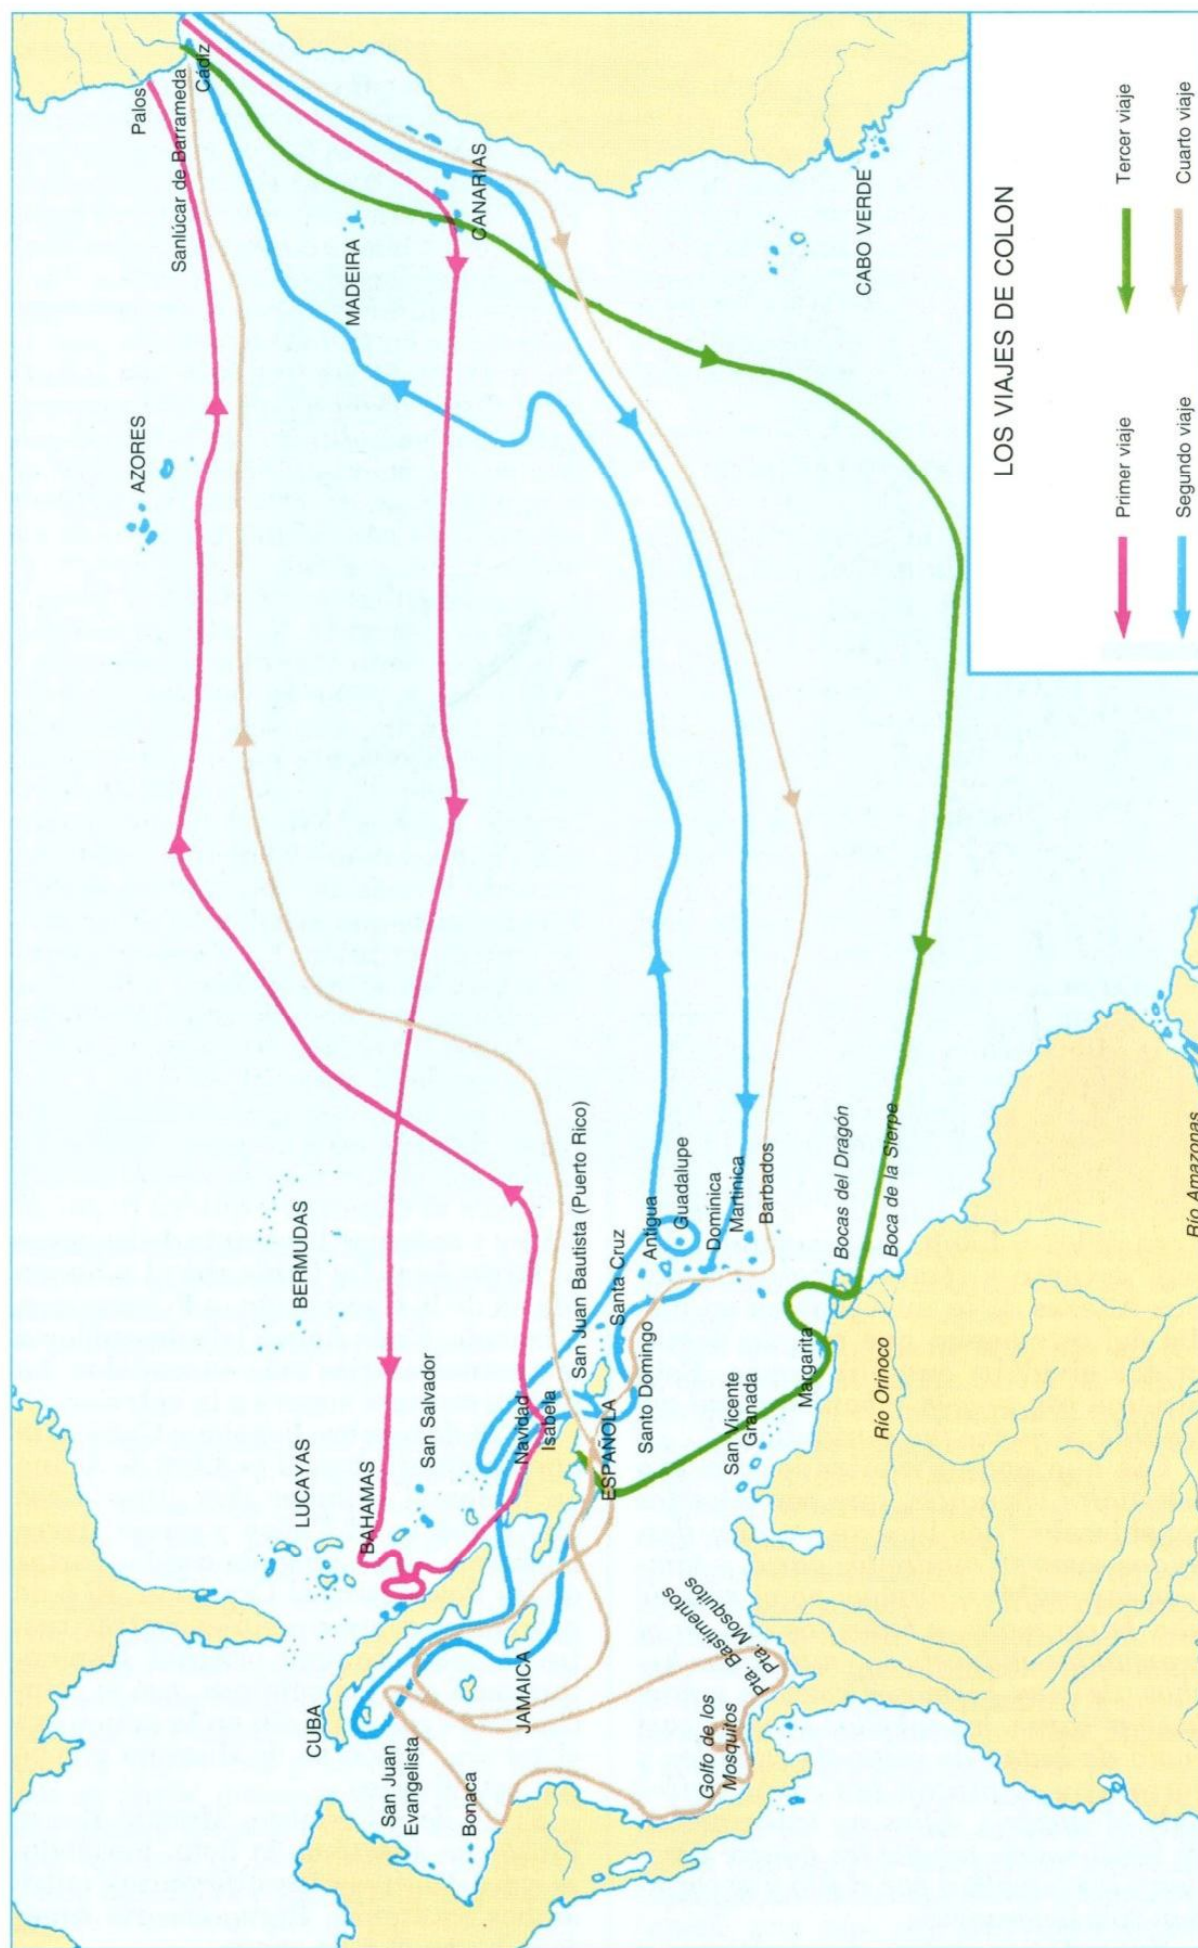 Palos
Sanlúcar de Barrameda
Cádiz
AZORES
MADEIRA
CANARIAS
CABO VERDE
BERMUDAS
LUCAYAS
BAHAMAS
San Salvador
CUBA
San Juan
Evangelista
Bonaca
JAMAICA
Navidad
Isabela
ESPAÑOLA
Santo Domingo
San Juan Bautista (Puerto Rico)
Santa Cruz
Antigua
Guadalupe
Dominica
Martinica
Barbados
San Vicente
Granada
Margarita
Bocas del Dragón
Boca de la Sierpe
Río Orinoco
Río Amazonas
Golfo de los
Mosquitos
Pta. Bastimentos
Pta. Mosquitos
LOS VIAJES DE COLON
Primer viaje
Tercer viaje
Segundo viaje
Cuarto viaje